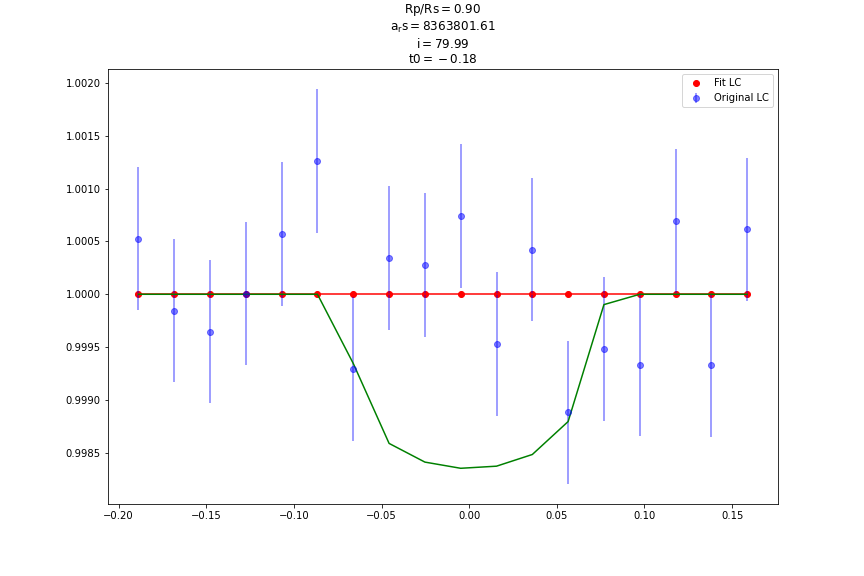 Rp/Rs = 0.90
aᵣs = 8363801.61
i = 79.99
t0 = −0.18
Fit LC
Original LC
1.0020
1.0015
1.0010
1.0005
1.0000
0.9995
0.9990
0.9985
−0.20 −0.15 −0.10 −0.05 0.00 0.05 0.10 0.15